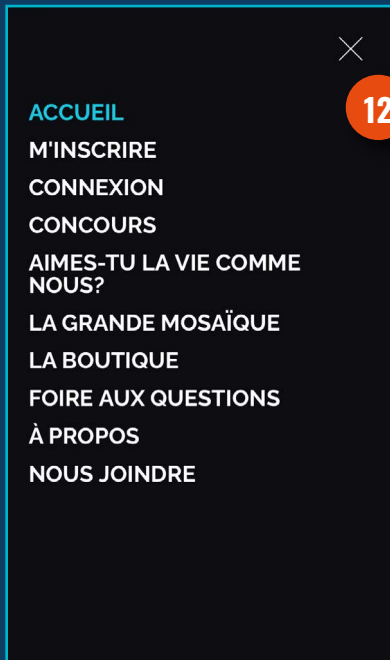 12
ACCUEIL
M'INSCRIRE
CONNEXION
CONCOURS
AIMES-TU LA VIE COMME
NOUS?
LA GRANDE MOSAÏQUE
LA BOUTIQUE
FOIRE AUX QUESTIONS
À PROPOS
NOUS JOINDRE